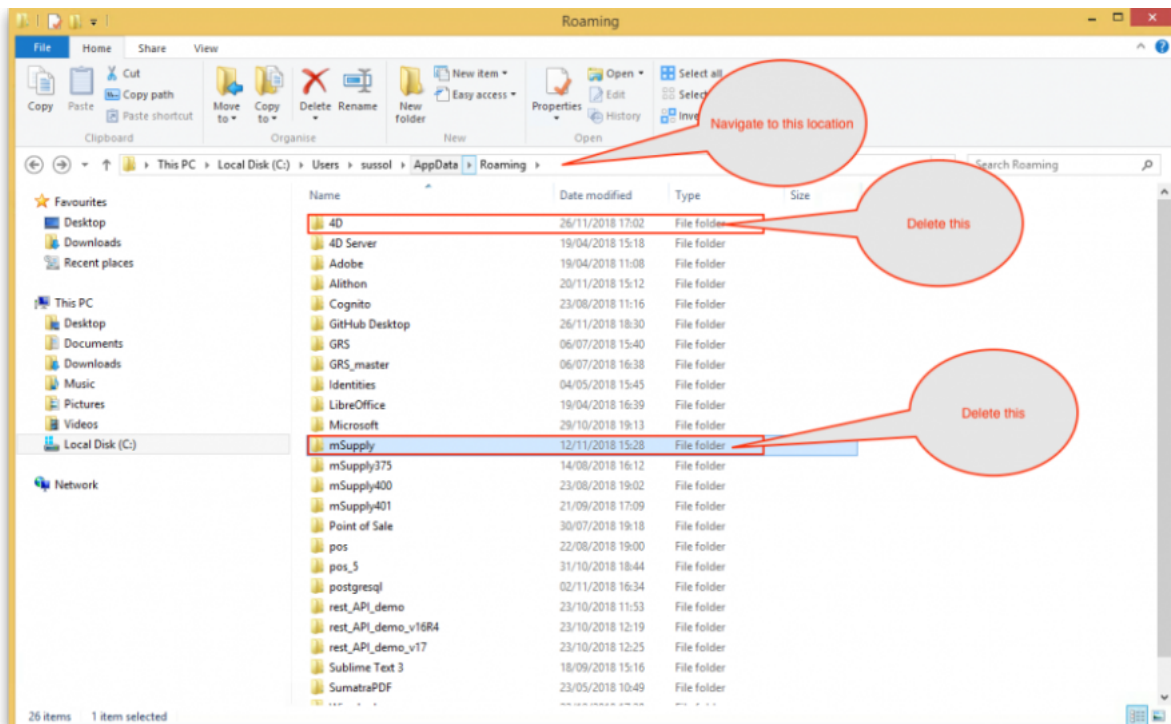 Roaming
File Home Share View
Copy
Paste
Cut
Copy path
Paste shortcut
Clipboard
Move to
Copy to
Delete
Rename
Organise
New folder
New item
Easy access
New
Properties
Open
Edit
History
Open
Select all
Navigate to this location
This PC Local Disk (C:) Users sussol AppData Roaming
Search Roaming
Favourites
Desktop
Downloads
Recent places
This PC
Desktop
Documents
Downloads
Music
Pictures
Videos
Local Disk (C:)
Network
Name Date modified Type Size
4D 26/11/2018 17:02 File folder
Delete this
4D Server 19/04/2018 15:18 File folder
Adobe 19/04/2018 11:08 File folder
Alithon 20/11/2018 15:12 File folder
Cognito 23/08/2018 11:16 File folder
GitHub Desktop 26/11/2018 18:30 File folder
GRS 06/07/2018 15:40 File folder
GRS_master 06/07/2018 16:38 File folder
Identities 04/05/2018 15:45 File folder
LibreOffice 19/04/2018 16:39 File folder
Microsoft 29/10/2018 19:13 File folder
Delete this
mSupply 12/11/2018 15:28 File folder
mSupply375 14/08/2018 16:12 File folder
mSupply400 23/08/2018 19:02 File folder
mSupply401 21/09/2018 17:09 File folder
Point of Sale 30/07/2018 19:18 File folder
pos 22/08/2018 19:00 File folder
pos_5 31/10/2018 18:44 File folder
postgresql 02/11/2018 16:34 File folder
rest_API_demo 23/10/2018 11:53 File folder
rest_API_demo_v16R4 23/10/2018 12:19 File folder
rest_API_demo_v17 23/10/2018 12:25 File folder
Sublime Text 3 18/09/2018 15:16 File folder
SumatraPDF 23/05/2018 10:49 File folder
26 items 1 item selected